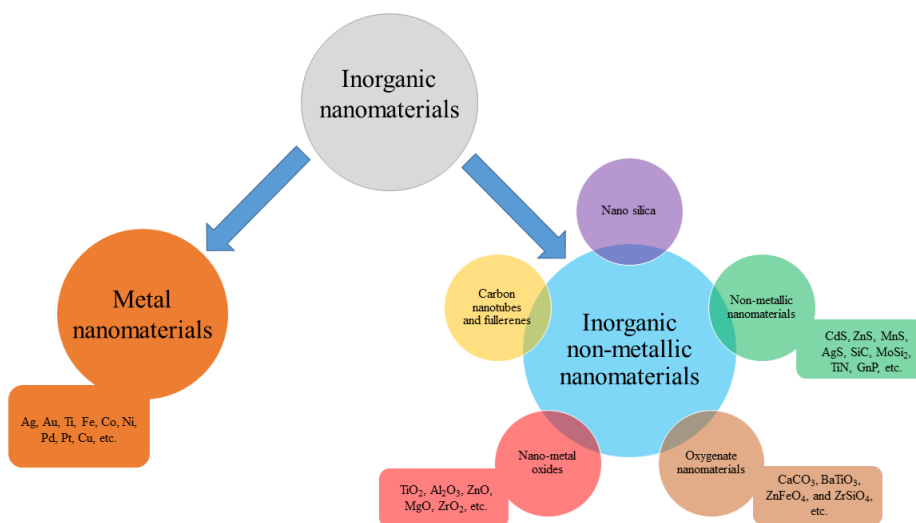 Inorganic
nanomaterials
Nano silica
Carbon
nanotubes
and fullerenes
Non-metallic
nanomaterials
Metal
nanomaterials
Inorganic
non-metallic
nanomaterials
CdS, ZnS, MnS,
AgS, SiC, MoSi₂,
TiN, GnP, etc.
Ag, Au, Ti, Fe, Co, Ni,
Pd, Pt, Cu, etc.
Nano-metal
oxides
Oxygenate
nanomaterials
TiO₂, Al₂O₃, ZnO,
MgO, ZrO₂, etc.
CaCO₃, BaTiO₃,
ZnFeO₄, and ZrSiO₄,
etc.